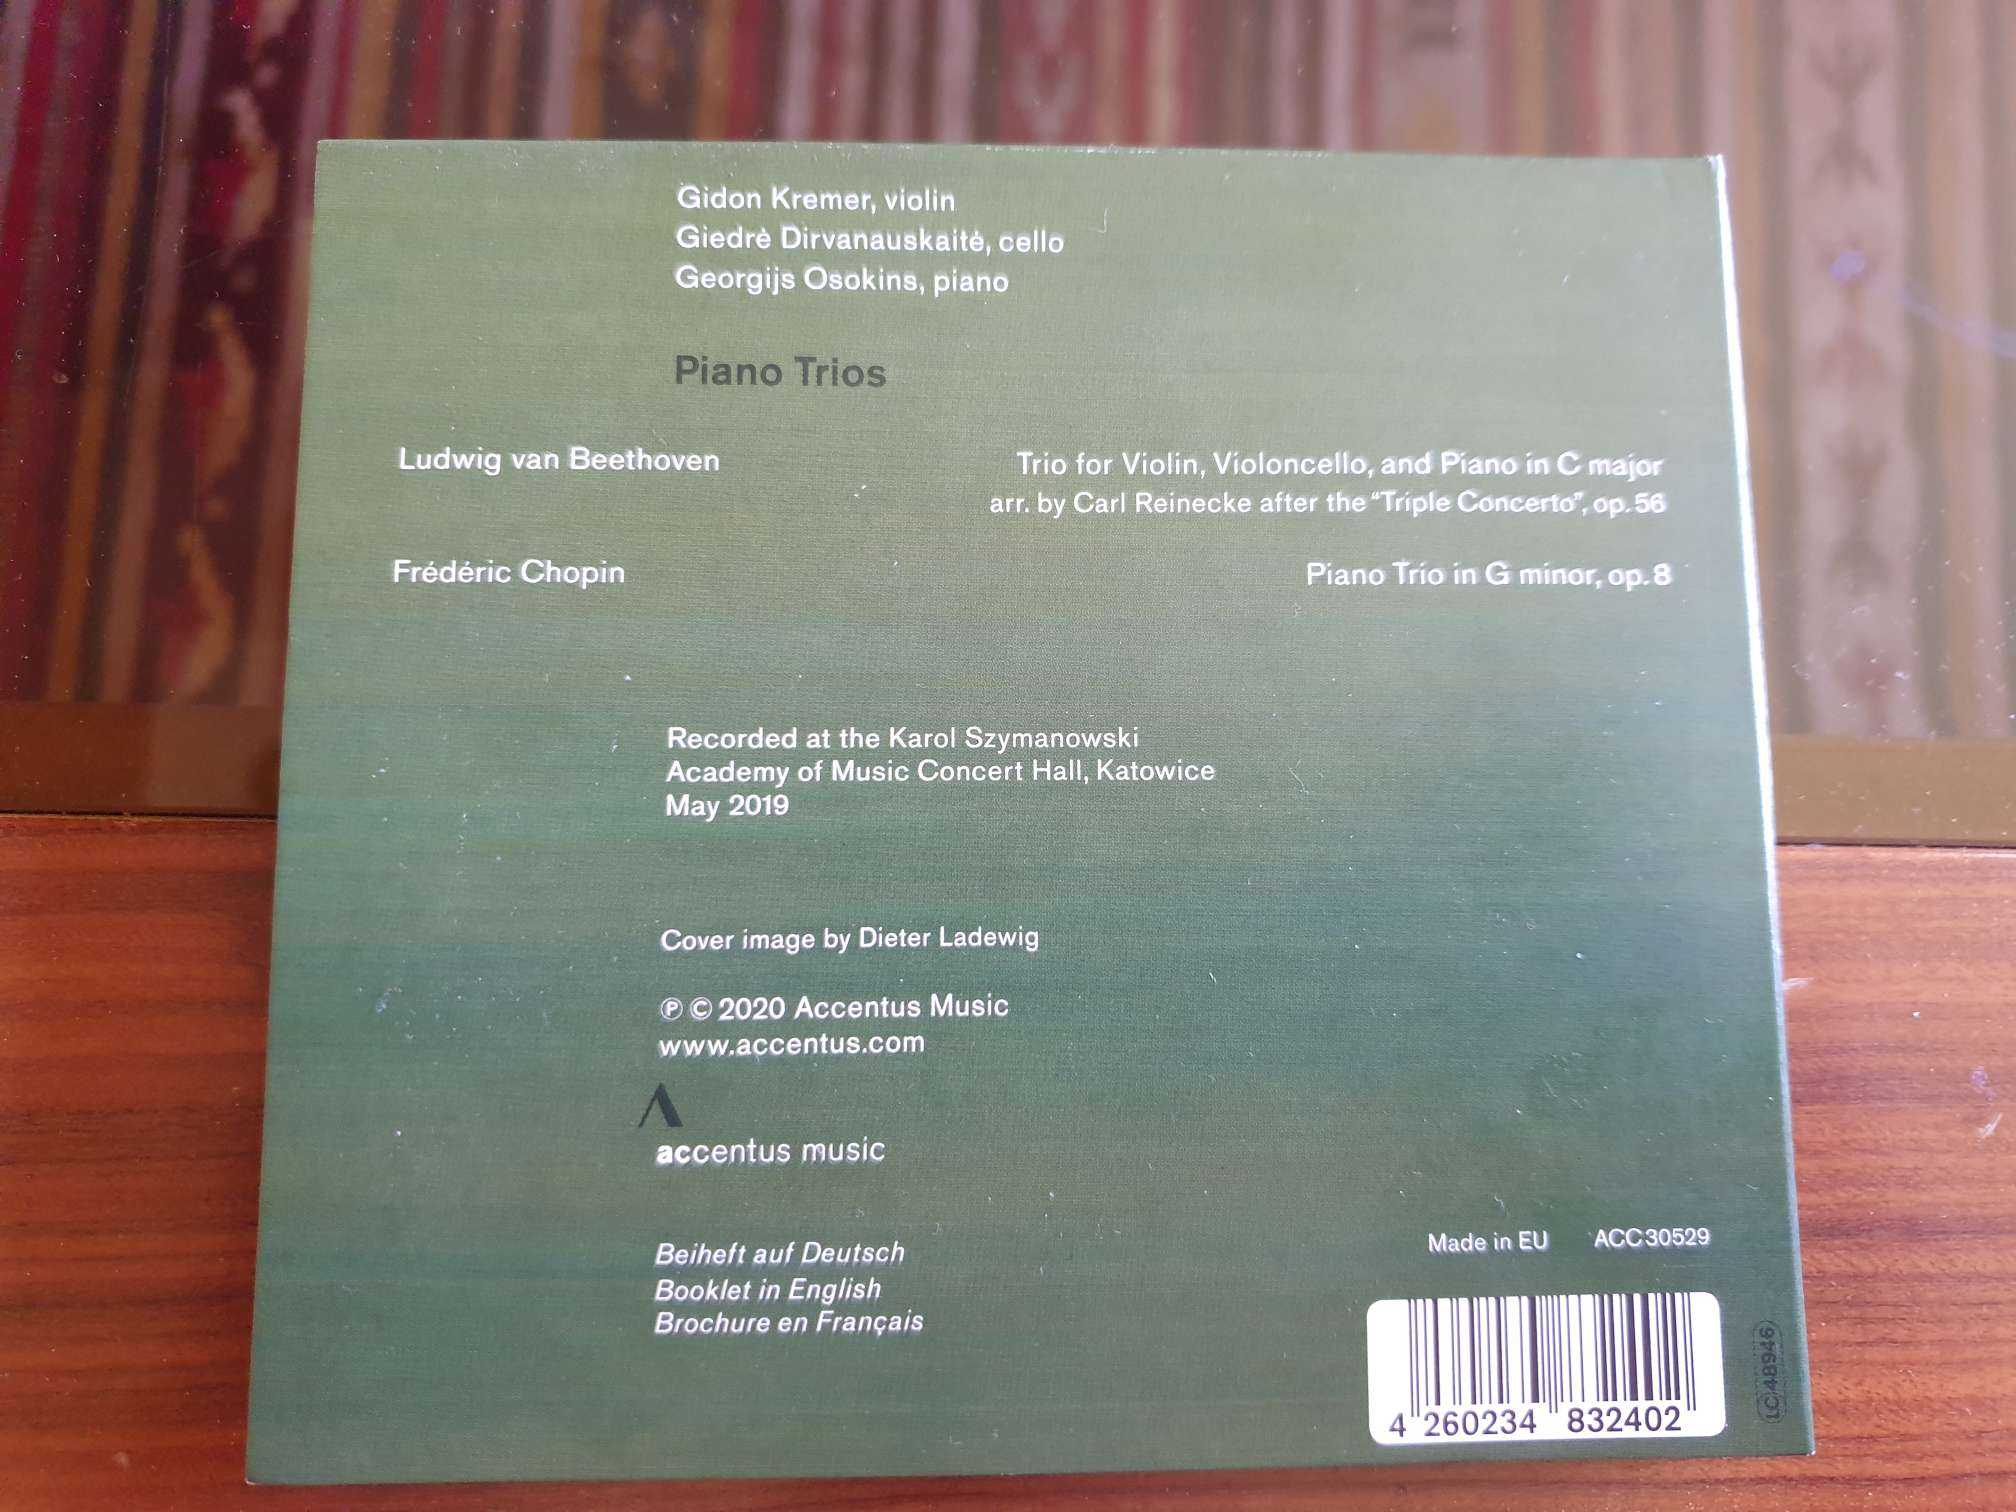 Gidon Kremer, violin
Giedrė Dirvanauskaitė, cello
Georgijs Osokins, piano
Piano Trios
Ludwig van Beethoven
Trio for Violin, Violoncello, and Piano in C major
arr. by Carl Reinecke after the “Triple Concerto”, op. 56
Frédéric Chopin
Piano Trio in G minor, op. 8
Recorded at the Karol Szymanowski
Academy of Music Concert Hall, Katowice
May 2019
Cover image by Dieter Ladewig
℗ © 2020 Accentus Music
www.accentus.com
accentus music
Beiheft auf Deutsch
Booklet in English
Brochure en Français
Made in EU ACC30529
4 260234 832402
LC 48946